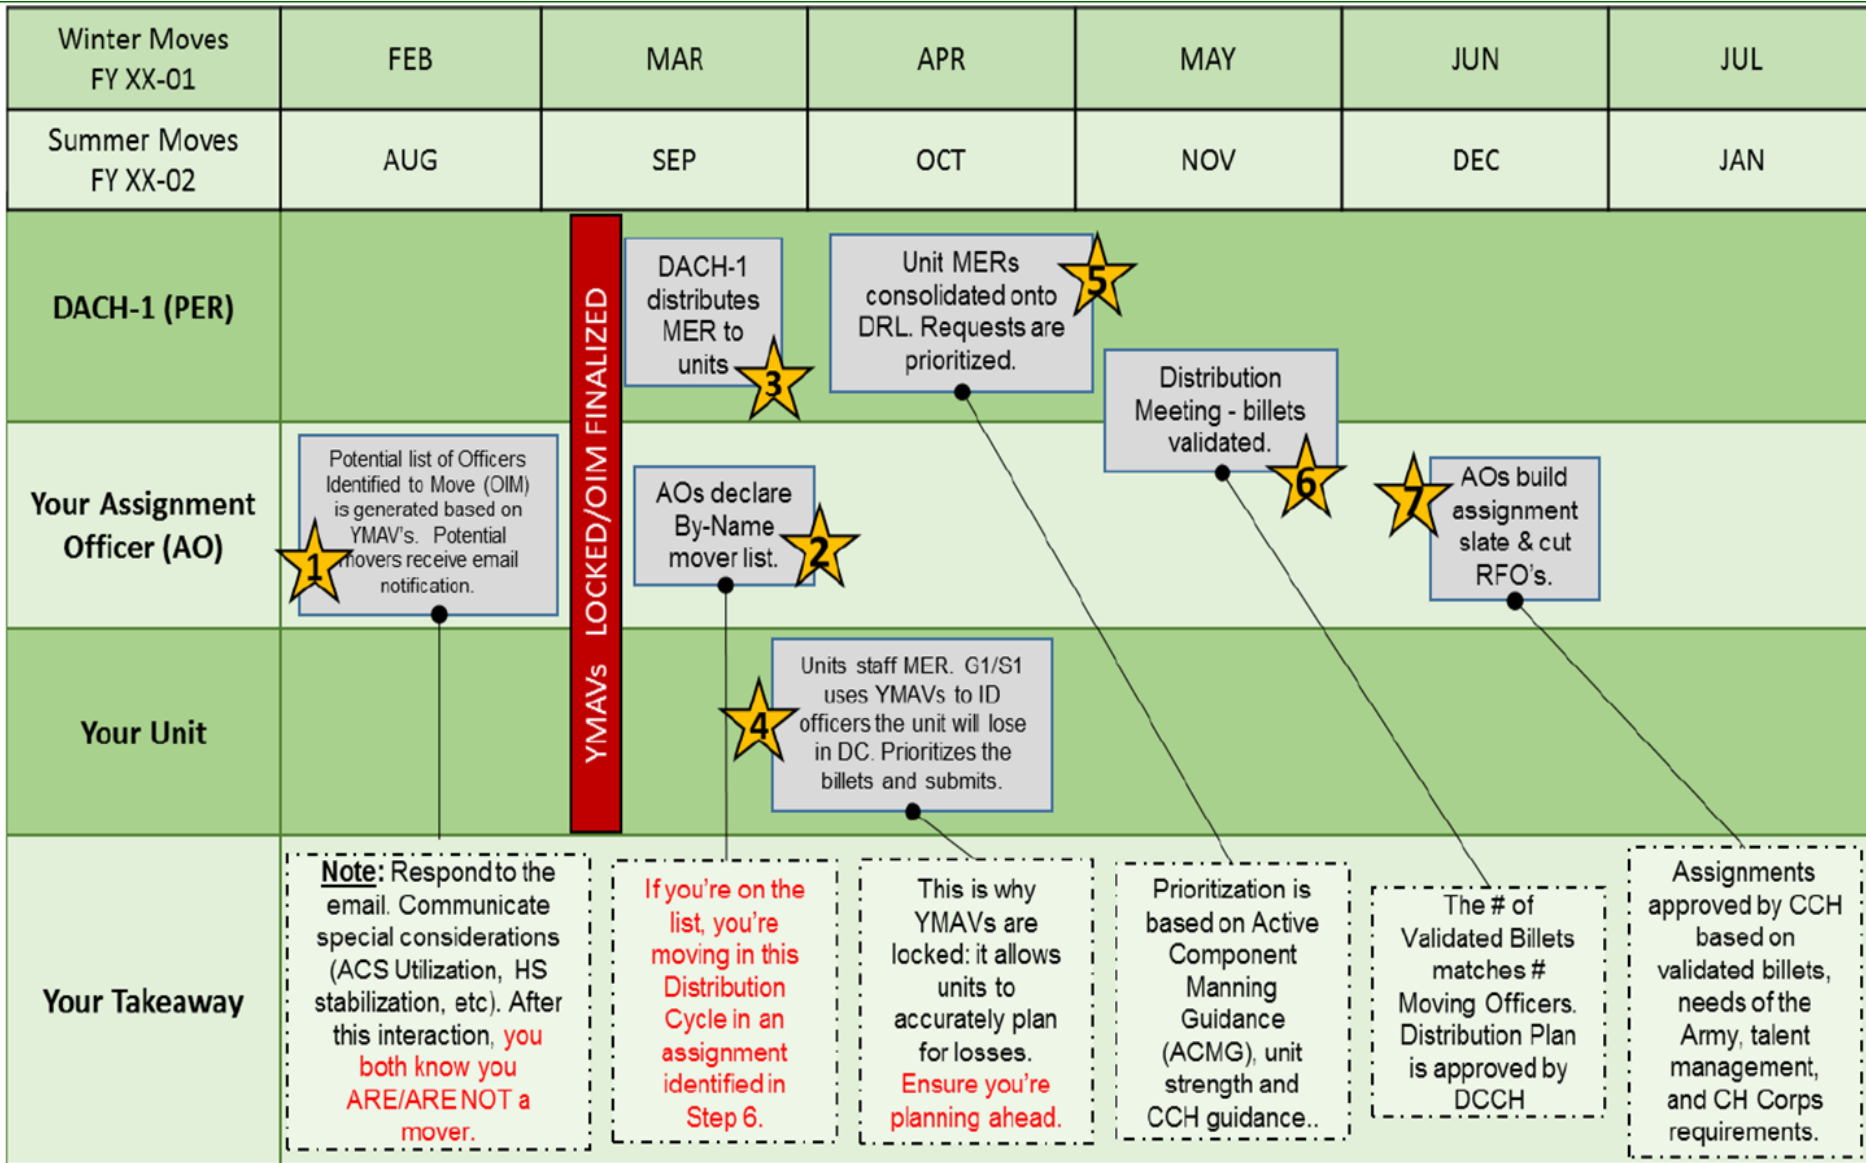 Winter Moves
FY XX-01
FEB
MAR
APR
MAY
JUN
JUL
Summer Moves
FY XX-02
AUG
SEP
OCT
NOV
DEC
JAN
DACH-1 (PER)
YMAVs LOCKED/OIM FINALIZED
DACH-1
distributes
MER to
units
3
Unit MERs
consolidated onto
DRL. Requests are
prioritized.
5
Distribution
Meeting - billets
validated.
6
Your Assignment
Officer (AO)
Potential list of Officers
Identified to Move (OIM)
is generated based on
YMAV's. Potential
movers receive email
notification.
1
AOs declare
By-Name
mover list.
2
7
AOs build
assignment
slate & cut
RFO's.
Your Unit
4
Units staff MER. G1/S1
uses YMAVs to ID
officers the unit will lose
in DC. Prioritizes the
billets and submits.
Your Takeaway
Note: Respond to the
email. Communicate
special considerations
(ACS Utilization, HS
stabilization, etc). After
this interaction, you
both know you
ARE/ARE NOT a
mover.
If you're on the
list, you're
moving in this
Distribution
Cycle in an
assignment
identified in
Step 6.
This is why
YMAVs are
locked: it allows
units to
accurately plan
for losses.
Ensure you're
planning ahead.
Prioritization is
based on Active
Component
Manning
Guidance
(ACMG), unit
strength and
CCH guidance..
The # of
Validated Billets
matches #
Moving Officers.
Distribution Plan
is approved by
DCCH
Assignments
approved by CCH
based on
validated billets,
needs of the
Army, talent
management,
and CH Corps
requirements.